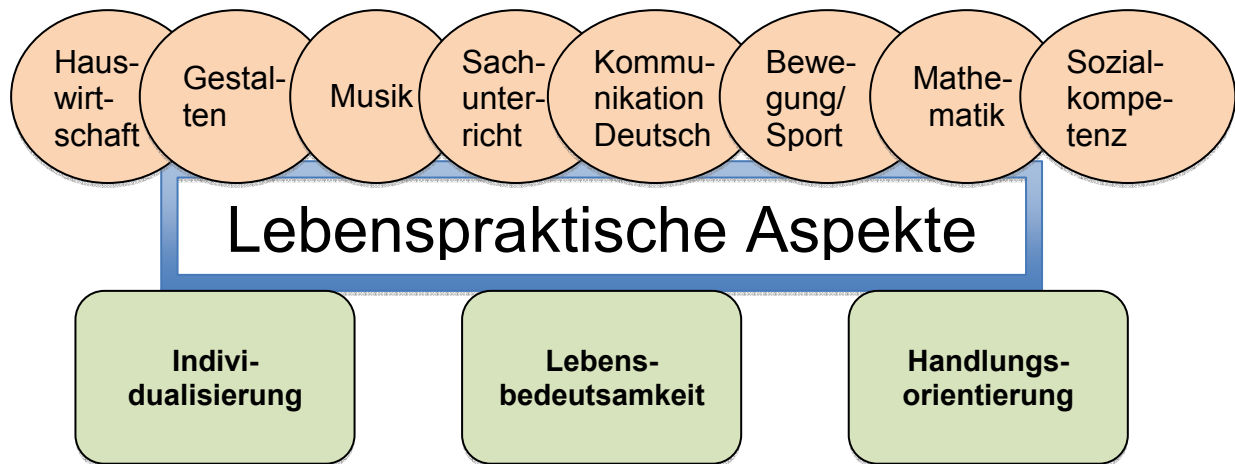 Haus-
wirt-
schaft
Gestal-
ten
Musik
Sach-
unter-
richt
Kommu-
nikation
Deutsch
Bewe-
gung/
Sport
Mathe-
matik
Sozial-
kompe-
tenz
Lebenspraktische Aspekte
Indivi-
dualisierung
Lebens-
bedeutsamkeit
Handlungs-
orientierung